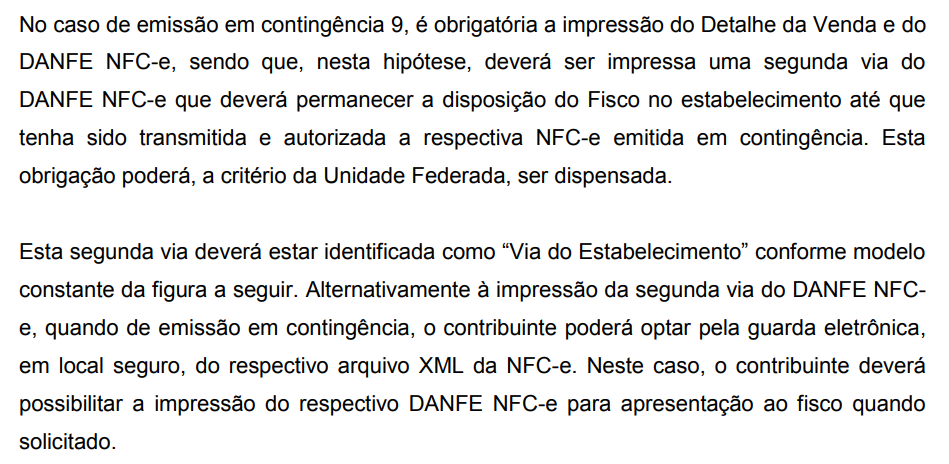 No caso de emissão em contingência 9, é obrigatória a impressão do Detalhe da Venda e do
DANFE NFC-e, sendo que, nesta hipótese, deverá ser impressa uma segunda via do
DANFE NFC-e que deverá permanecer a disposição do Fisco no estabelecimento até que
tenha sido transmitida e autorizada a respectiva NFC-e emitida em contingência. Esta
obrigação poderá, a critério da Unidade Federada, ser dispensada.
Esta segunda via deverá estar identificada como “Via do Estabelecimento” conforme modelo
constante da figura a seguir. Alternativamente à impressão da segunda via do DANFE NFC-
e, quando de emissão em contingência, o contribuinte poderá optar pela guarda eletrônica,
em local seguro, do respectivo arquivo XML da NFC-e. Neste caso, o contribuinte deverá
possibilitar a impressão do respectivo DANFE NFC-e para apresentação ao fisco quando
solicitado.